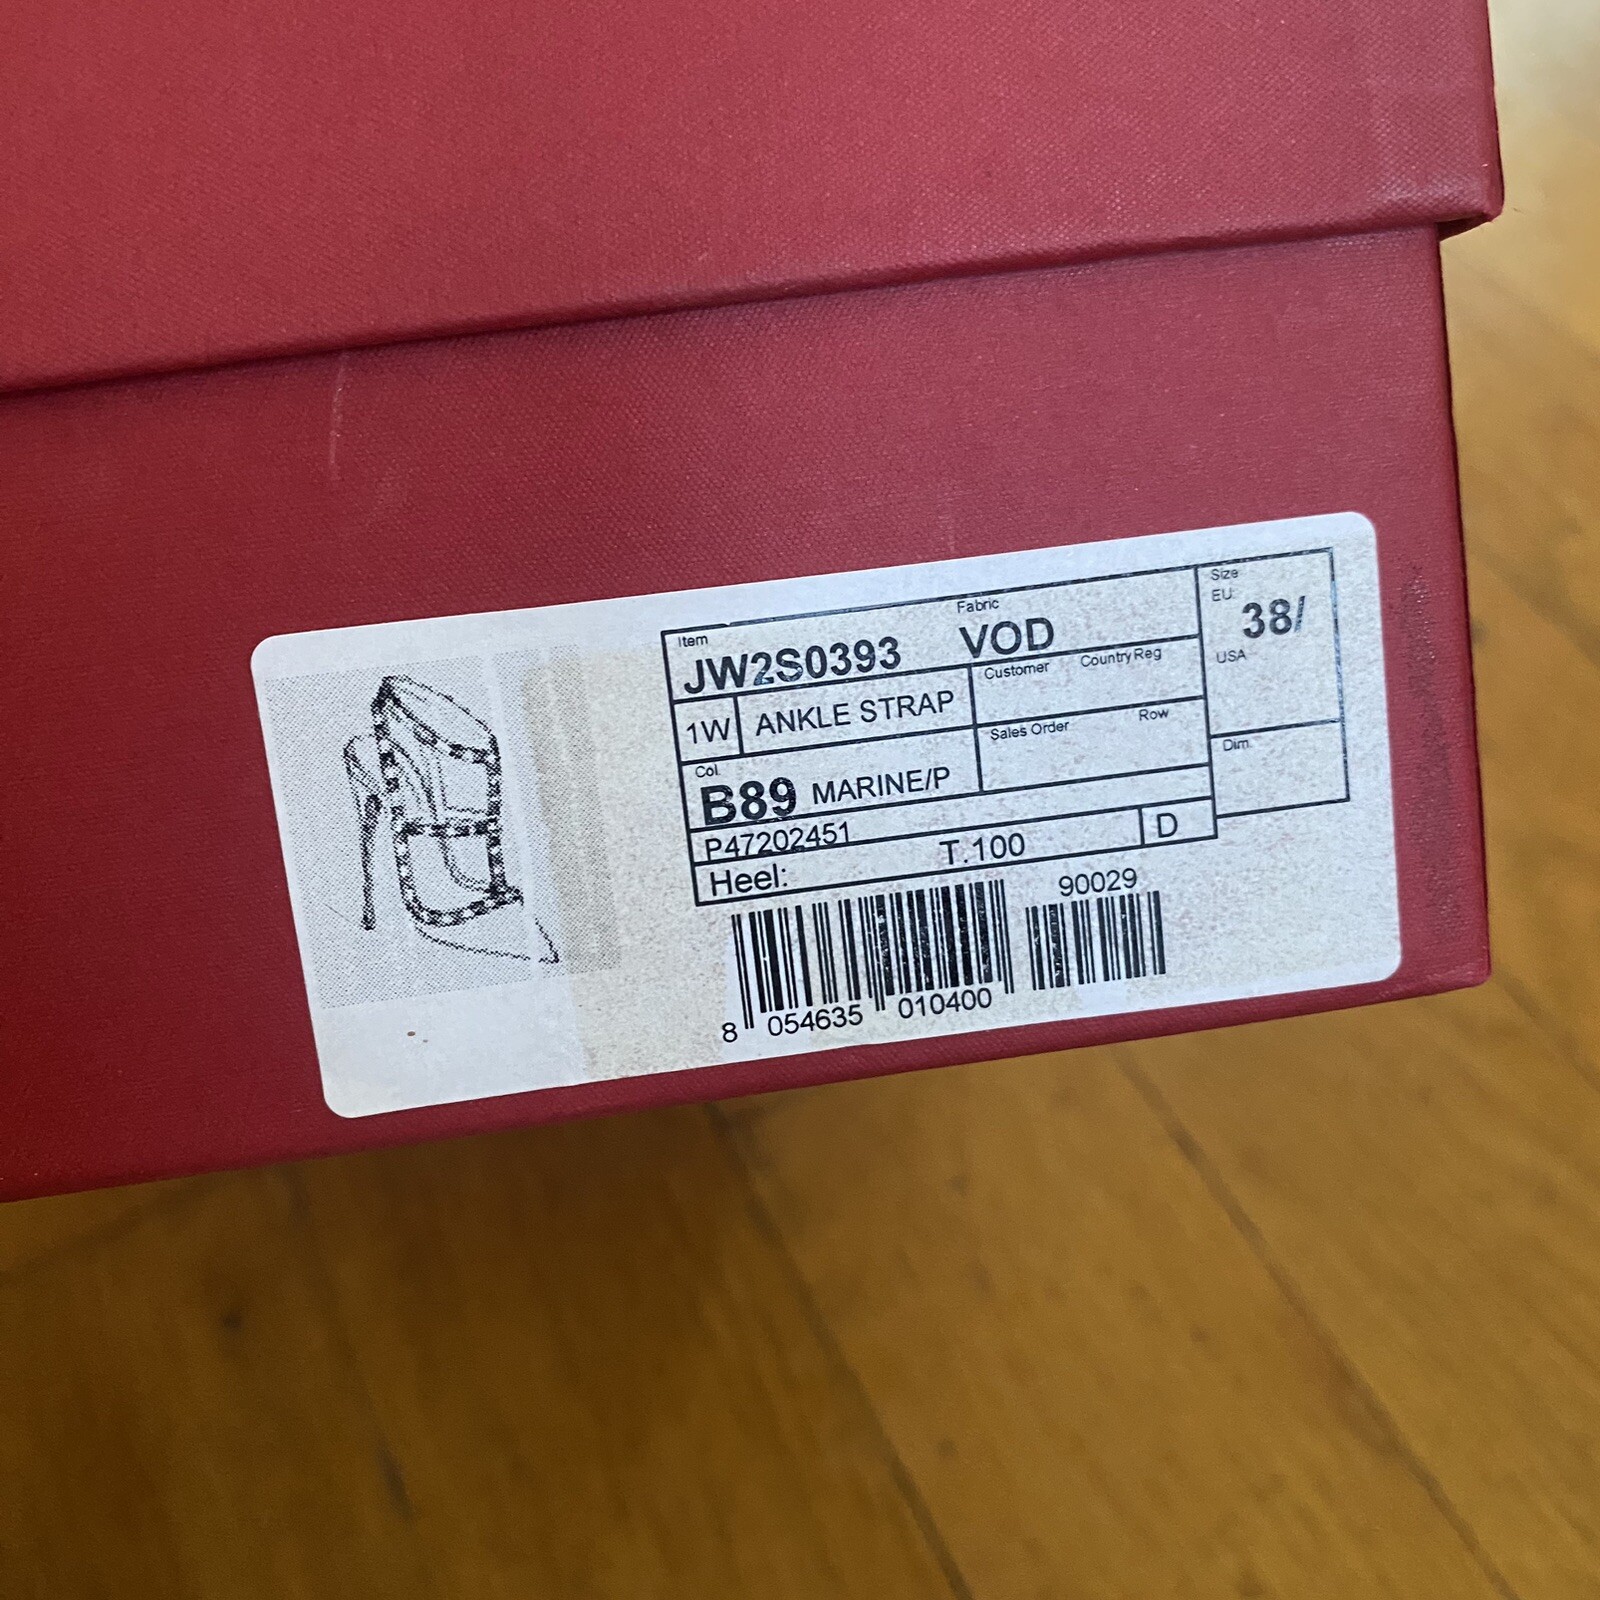 Item
Fabric
JW2S0393 VOD
Size
EU
38/
USA
1W ANKLE STRAP
Customer Country Reg
Sales Order Row
Col.
B89 MARINE/P
Dim.
P47202451
Heel: T.100 D
90029
8 054635 010400